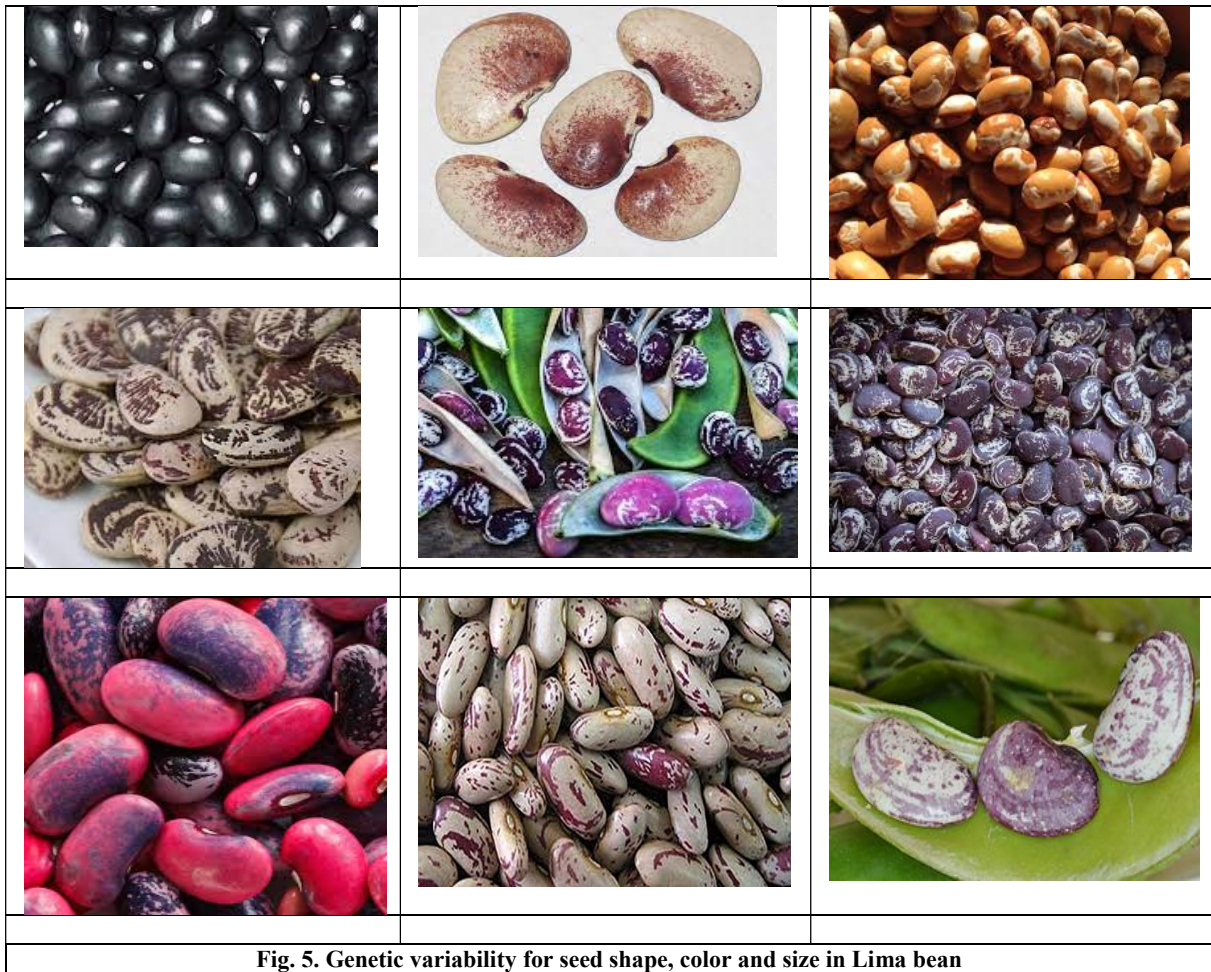 Fig. 5. Genetic variability for seed shape, color and size in Lima bean